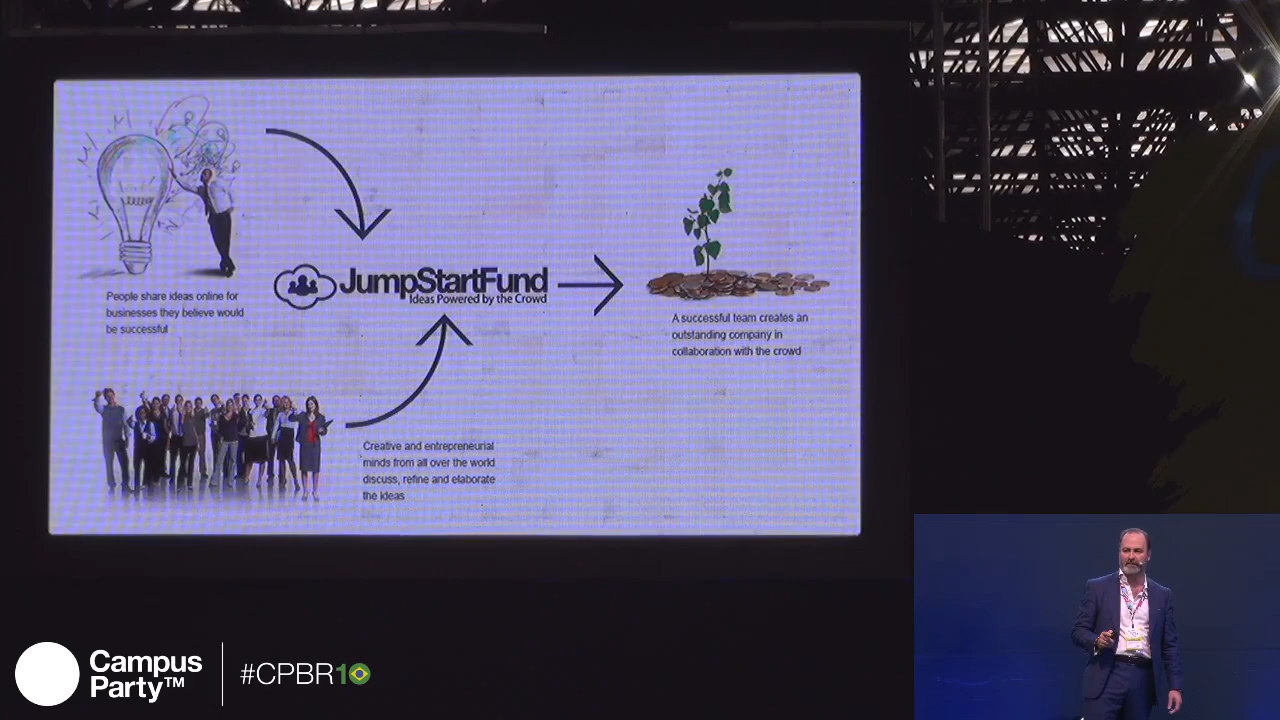 People share ideas online for
businesses they believe would
be successful
JumpStartFund
Ideas Powered by the Crowd
A successful team creates an
outstanding company in
collaboration with the crowd
Creative and entrepreneurial
minds from all over the world
discuss, refine and elaborate
the ideas
Campus
Party™
#CPBR10